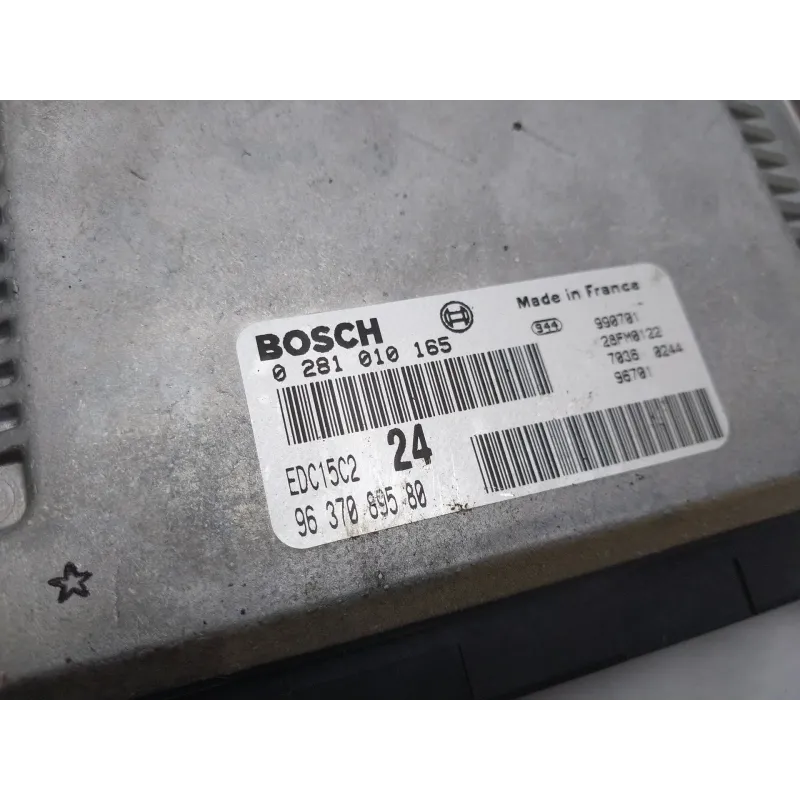 BOSCH
0 281 010 165
EDC15C2
24
96 370 895 80
Made in France
944
990701
28FM0122
7036 0244
96701